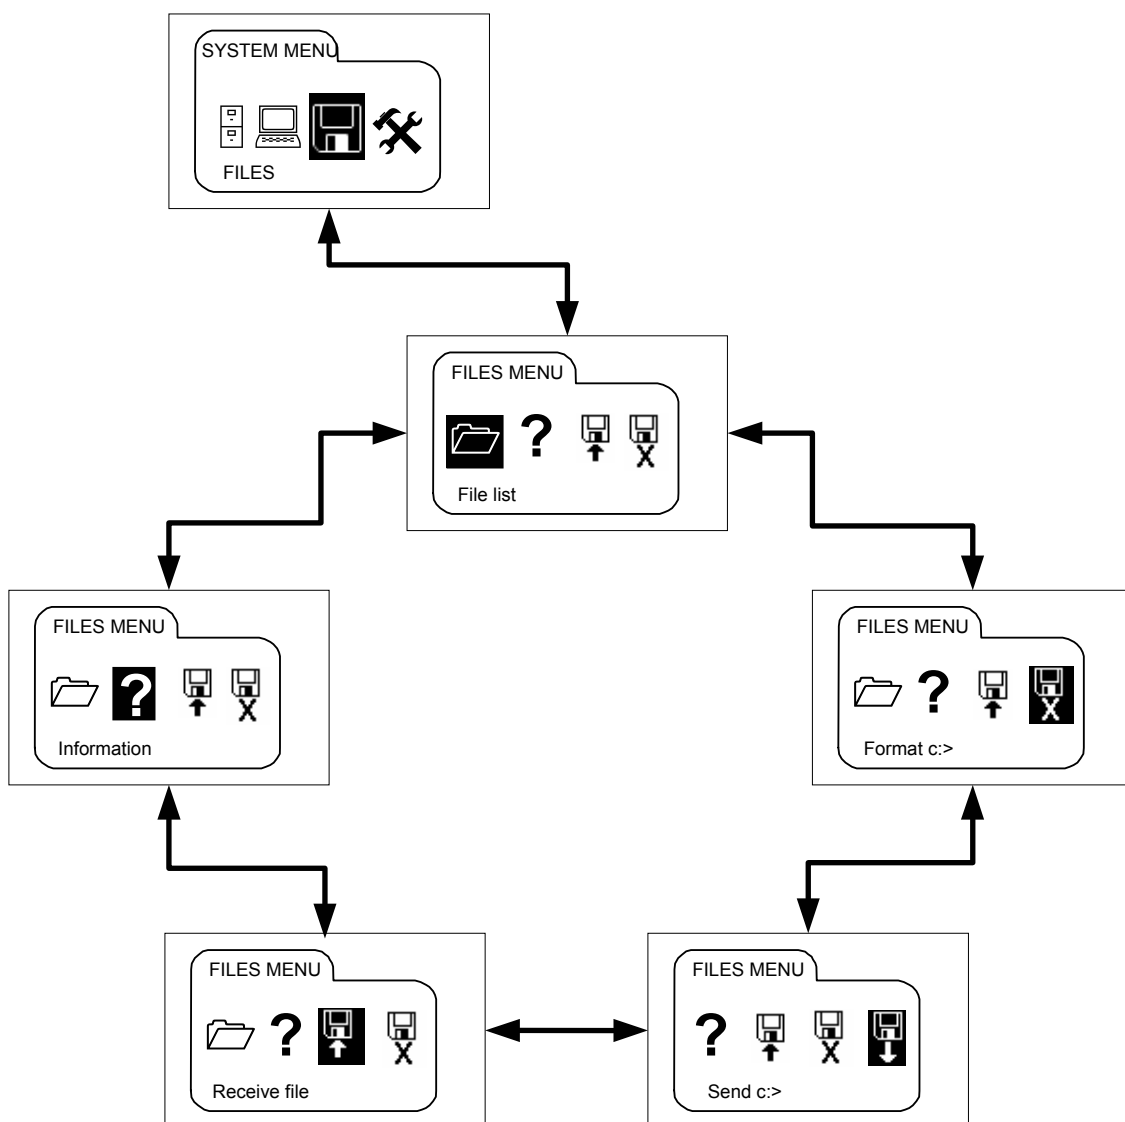 SYSTEM MENU
FILES
FILES MENU
?
File list
FILES MENU
?
Information
FILES MENU
?
Format c:>
FILES MENU
?
Receive file
FILES MENU
?
Send c:>